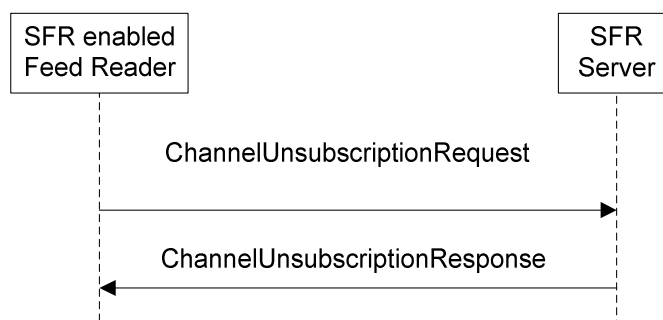 SFR enabled
Feed Reader
SFR
Server
ChannelUnsubscriptionRequest
ChannelUnsubscriptionResponse